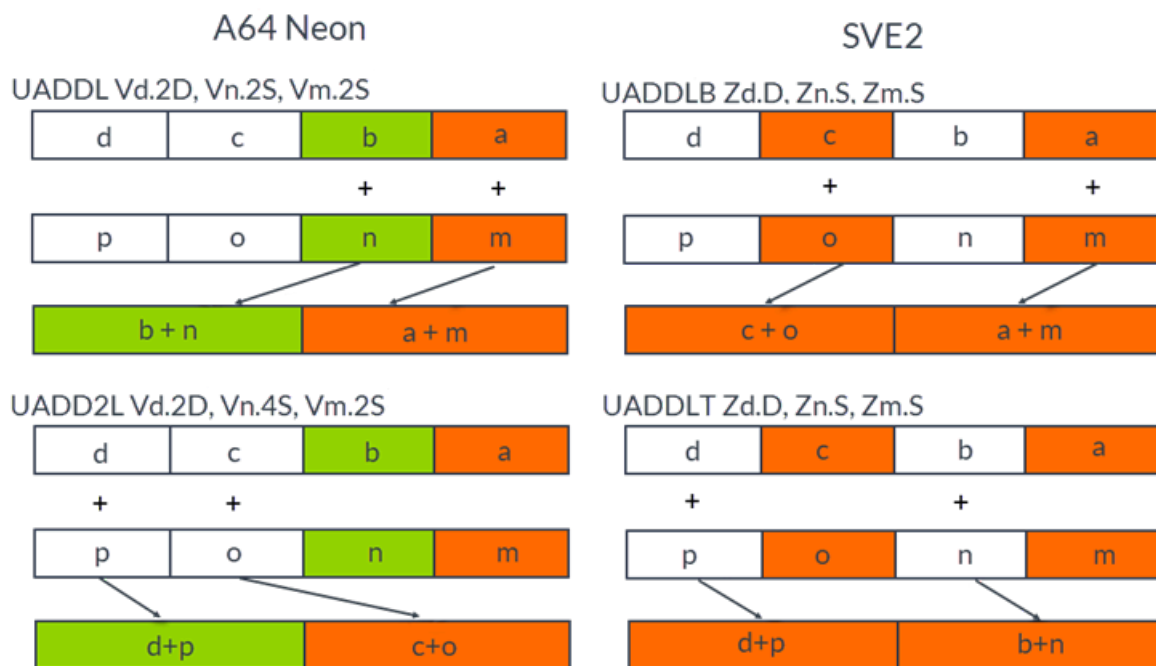 A64 Neon
UADDL Vd.2D, Vn.2S, Vm.2S
d c b a
+ +
p o n m
b + n a + m
UADD2L Vd.2D, Vn.4S, Vm.2S
d c b a
+ +
p o n m
d+p c+o
SVE2
UADDLB Zd.D, Zn.S, Zm.S
d c b a
+ +
p o n m
c + o a + m
UADDLT Zd.D, Zn.S, Zm.S
d c b a
+ +
p o n m
d+p b+n